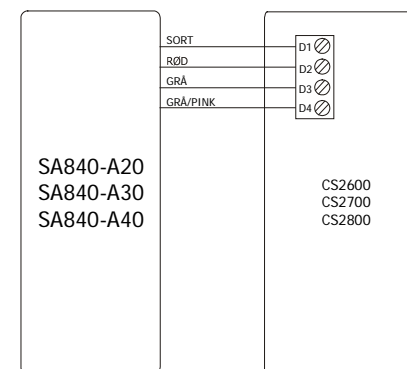 SORT
D1
RØD
D2
GRÅ
D3
GRÅ/PINK
D4
SA840-A20
SA840-A30
SA840-A40
CS2600
CS2700
CS2800